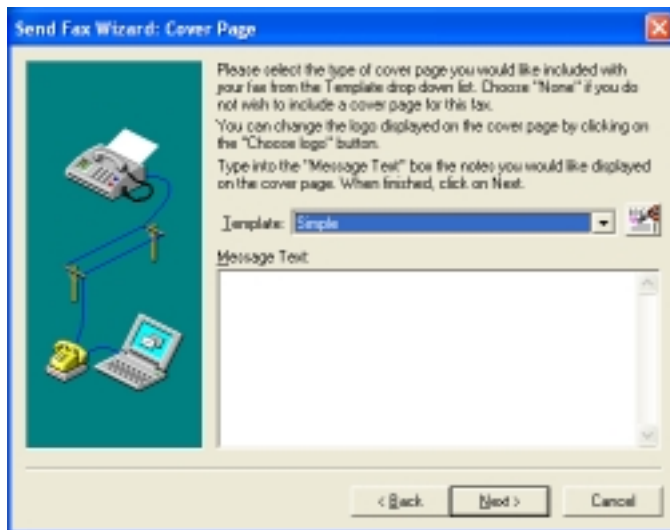 Send Fax Wizard: Cover Page
Please select the type of cover page you would like included with
your fax from the Template drop down list. Choose "None" if you do
not wish to include a cover page for this fax.
You can change the logo displayed on the cover page by clicking on
the "Choose logo" button.
Type into the "Message Text" box the notes you would like displayed
on the cover page. When finished, click on Next.
Template: Simple
Message Text:
< Back
Next >
Cancel